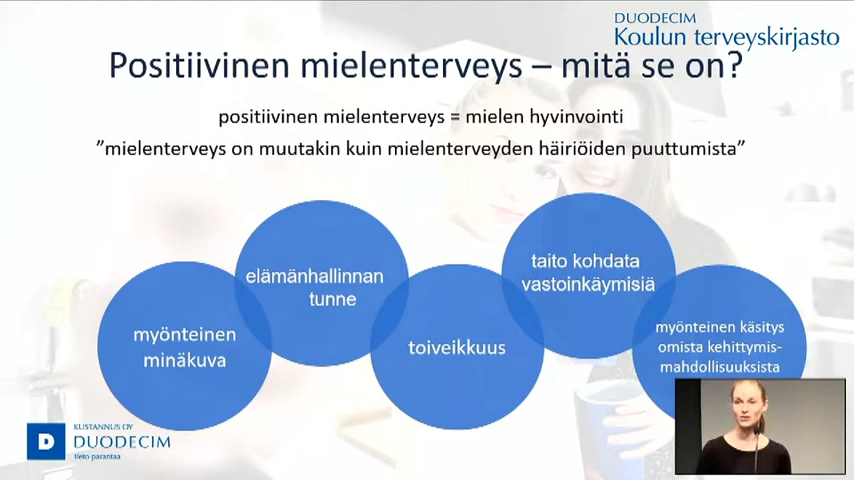 DUODECIM
Koulun terveyskirjasto
Positiivinen mielenterveys – mitä se on?
positiivinen mielenterveys = mielen hyvinvointi
”mielenterveys on muutakin kuin mielenterveyden häiriöiden puuttumista”
myönteinen
minäkuva
elämänhallinnan
tunne
toiveikkuus
taito kohdata
vastoinkäymisiä
myönteinen käsitys
omista kehittymis-
mahdollisuuksista
D
KUSTANNUS OY
DUODECIM
tieto parantaa